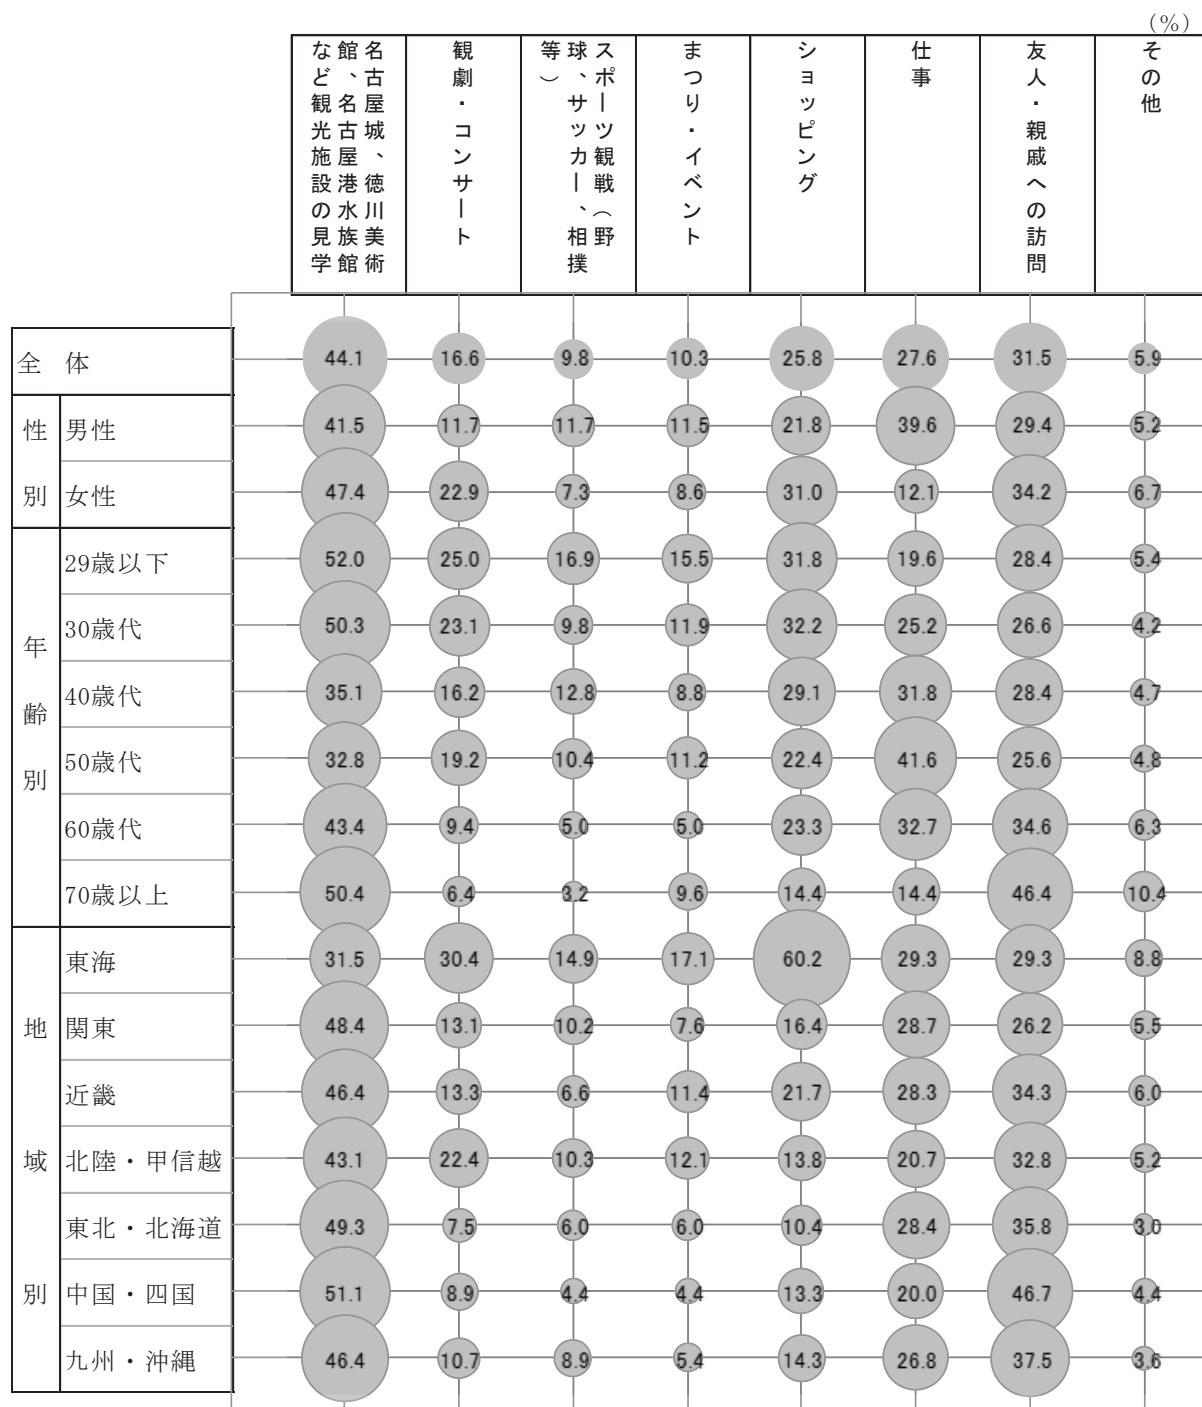 （%）
名古屋城、徳川美術
館、名古屋港水族館
など観光施設の見学
観劇・コンサート
スポーツ観戦（野
球、サッカー、相撲
等）
まつり・イベント
ショッピング
仕事
友人・親戚への訪問
その他
全 体 44.1 16.6 9.8 10.3 25.8 27.6 31.5 5.9
性別
男性 41.5 11.7 11.7 11.5 21.8 39.6 29.4 5.2
女性 47.4 22.9 7.3 8.6 31.0 12.1 34.2 6.7
年齢別
29歳以下 52.0 25.0 16.9 15.5 31.8 19.6 28.4 5.4
30歳代 50.3 23.1 9.8 11.9 32.2 25.2 26.6 4.2
40歳代 35.1 16.2 12.8 8.8 29.1 31.8 28.4 4.7
50歳代 32.8 19.2 10.4 11.2 22.4 41.6 25.6 4.8
60歳代 43.4 9.4 5.0 5.0 23.3 32.7 34.6 6.3
70歳以上 50.4 6.4 3.2 9.6 14.4 14.4 46.4 10.4
地域別
東海 31.5 30.4 14.9 17.1 60.2 29.3 29.3 8.8
関東 48.4 13.1 10.2 7.6 16.4 28.7 26.2 5.5
近畿 46.4 13.3 6.6 11.4 21.7 28.3 34.3 6.0
北陸・甲信越 43.1 22.4 10.3 12.1 13.8 20.7 32.8 5.2
東北・北海道 49.3 7.5 6.0 6.0 10.4 28.4 35.8 3.0
中国・四国 51.1 8.9 4.4 4.4 13.3 20.0 46.7 4.4
九州・沖縄 46.4 10.7 8.9 5.4 14.3 26.8 37.5 3.6